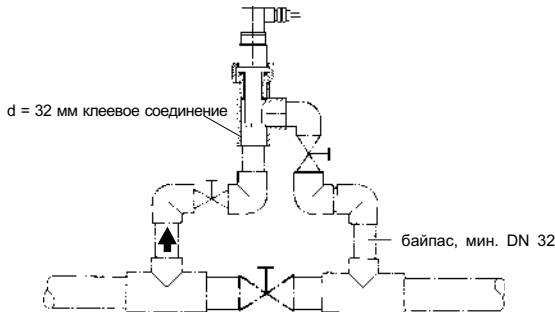 d = 32 мм клеевое соединение
байпас, мин. DN 32